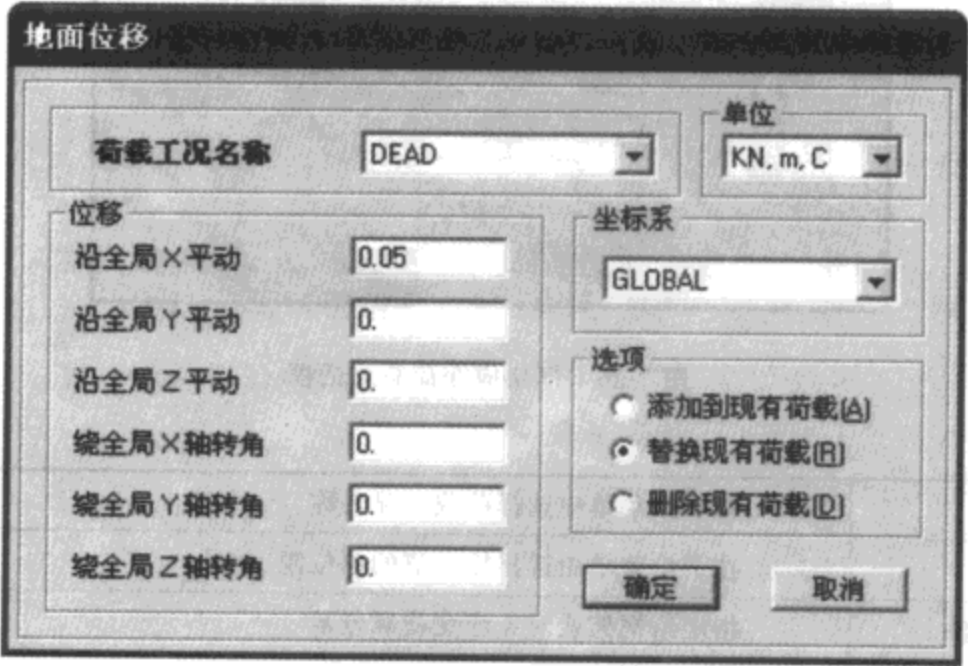 地面位移
荷载工况名称 DEAD
单位
KN, m, C
位移
沿全局X平动 0.05
沿全局Y平动 0.
沿全局Z平动 0.
绕全局X轴转角 0.
绕全局Y轴转角 0.
绕全局Z轴转角 0.
坐标系
GLOBAL
选项
添加到现有荷载(A)
替换现有荷载(R)
删除现有荷载(D)
确定 取消